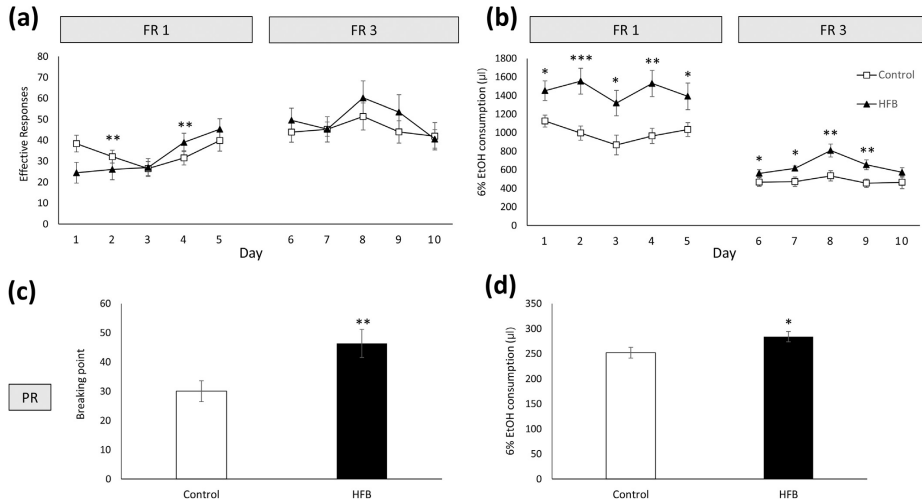 (a)
FR 1
FR 3
Effective Responses
80
70
60
50
40
30
20
10
0
** **
1 2 3 4 5 6 7 8 9 10
Day
(b)
FR 1
FR 3
6% EtOH consumption (µl)
1800
1600
1400
1200
1000
800
600
400
200
0
* *** * ** *
* * ** **
Control
HFB
1 2 3 4 5 6 7 8 9 10
Day
(c)
PR
Breaking point
60
50
40
30
20
10
0
**
Control HFB
(d)
6% EtOH consumption (µl)
350
300
250
200
150
100
50
0
*
Control HFB